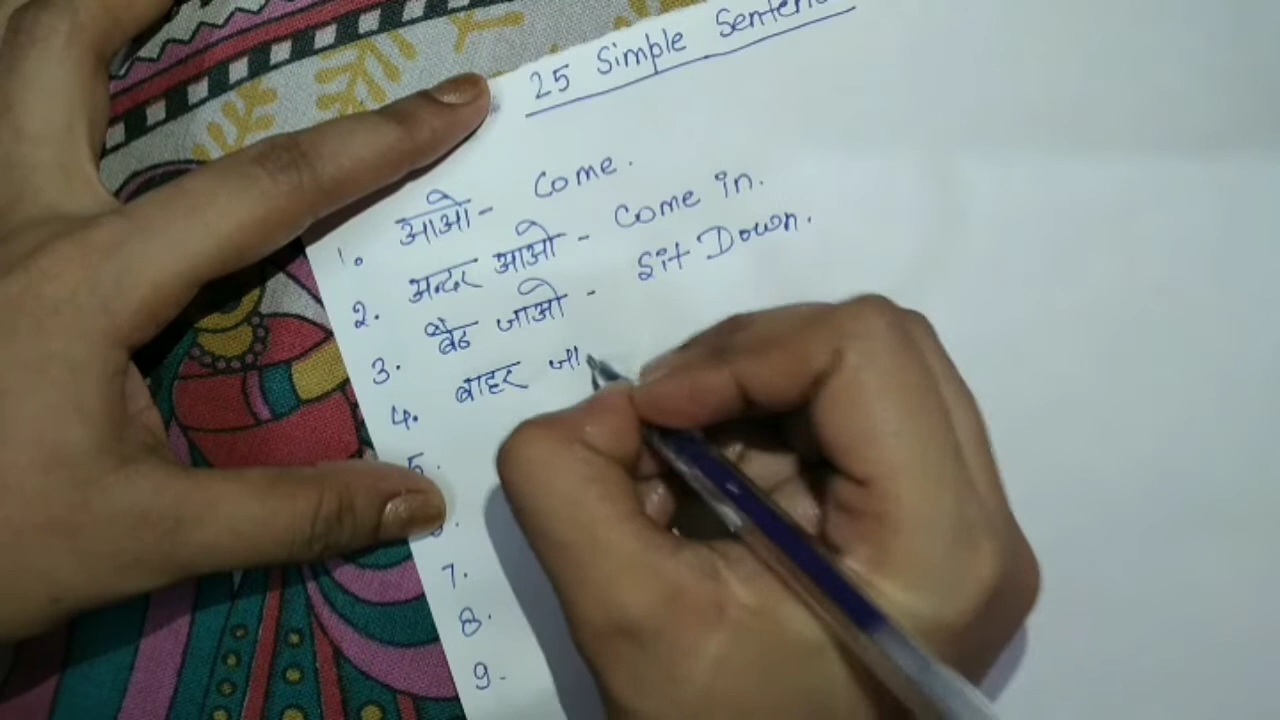 25 Simple
1. आओ - Come.
2. अन्दर आओ - Come in.
3. बैठ जाओ - Sit Down.
4. बाहर जा
5.
7.
8.
9.